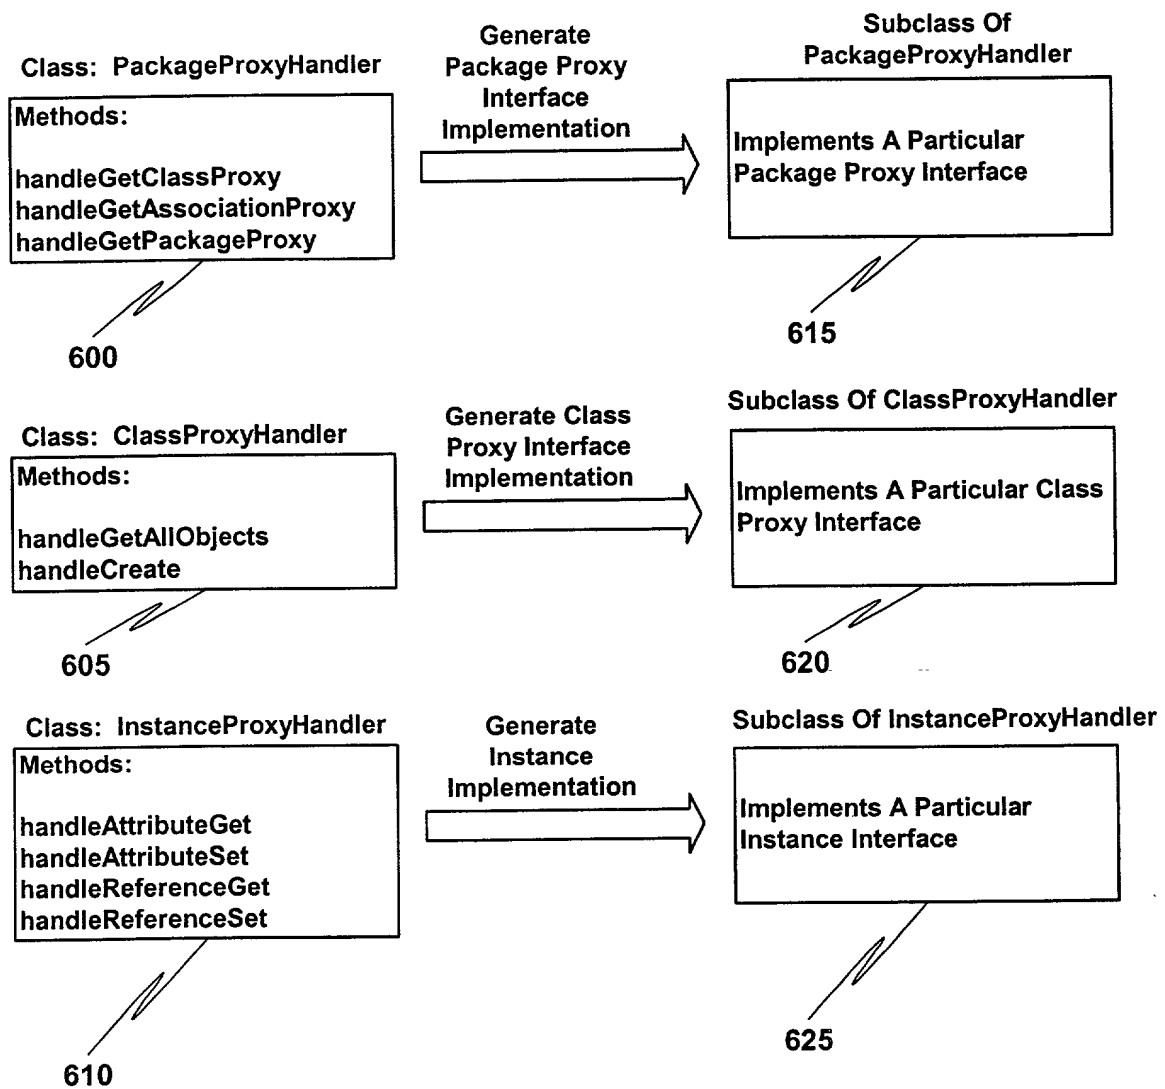 Class: PackageProxyHandler
Methods:
handleGetClassProxy
handleGetAssociationProxy
handleGetPackageProxy
600
Generate
Package Proxy
Interface
Implementation
Subclass Of
PackageProxyHandler
Implements A Particular
Package Proxy Interface
615
Class: ClassProxyHandler
Methods:
handleGetAllObjects
handleCreate
605
Generate Class
Proxy Interface
Implementation
Subclass Of ClassProxyHandler
Implements A Particular Class
Proxy Interface
620
Class: InstanceProxyHandler
Methods:
handleAttributeGet
handleAttributeSet
handleReferenceGet
handleReferenceSet
610
Generate
Instance
Implementation
Subclass Of InstanceProxyHandler
Implements A Particular
Instance Interface
625